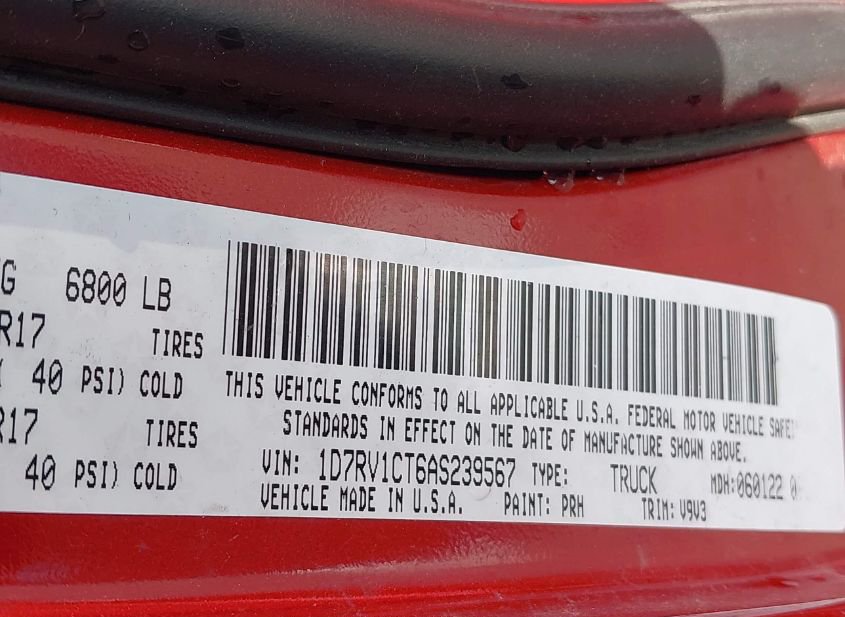 G 6800 LB
R17 TIRES
40 PSI) COLD
R17 TIRES
40 PSI) COLD
THIS VEHICLE CONFORMS TO ALL APPLICABLE U.S.A. FEDERAL MOTOR VEHICLE SAFET
STANDARDS IN EFFECT ON THE DATE OF MANUFACTURE SHOWN ABOVE.
VIN: 1D7RV1CT6AS239567 TYPE: TRUCK MDH:060122 0
VEHICLE MADE IN U.S.A. PAINT: PRH TRIM: V9V3